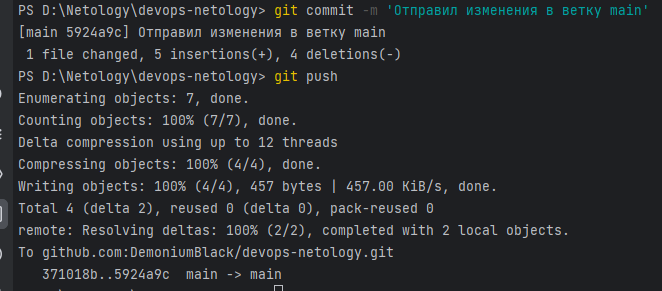 PS D:\Netology\devops-netology> git commit -m 'Отправил изменения в ветку main'
[main 5924a9c] Отправил изменения в ветку main
 1 file changed, 5 insertions(+), 4 deletions(-)
PS D:\Netology\devops-netology> git push
Enumerating objects: 7, done.
Counting objects: 100% (7/7), done.
Delta compression using up to 12 threads
Compressing objects: 100% (4/4), done.
Writing objects: 100% (4/4), 457 bytes | 457.00 KiB/s, done.
Total 4 (delta 2), reused 0 (delta 0), pack-reused 0
remote: Resolving deltas: 100% (2/2), completed with 2 local objects.
To github.com:DemoniumBlack/devops-netology.git
   371018b..5924a9c  main -> main